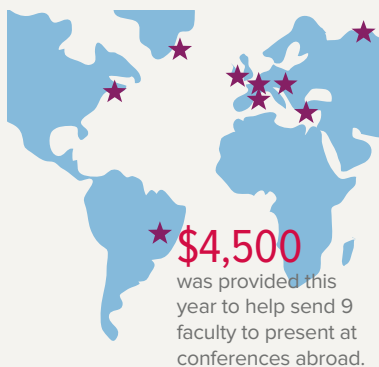 $4,500
was provided this
year to help send 9
faculty to present at
conferences abroad.